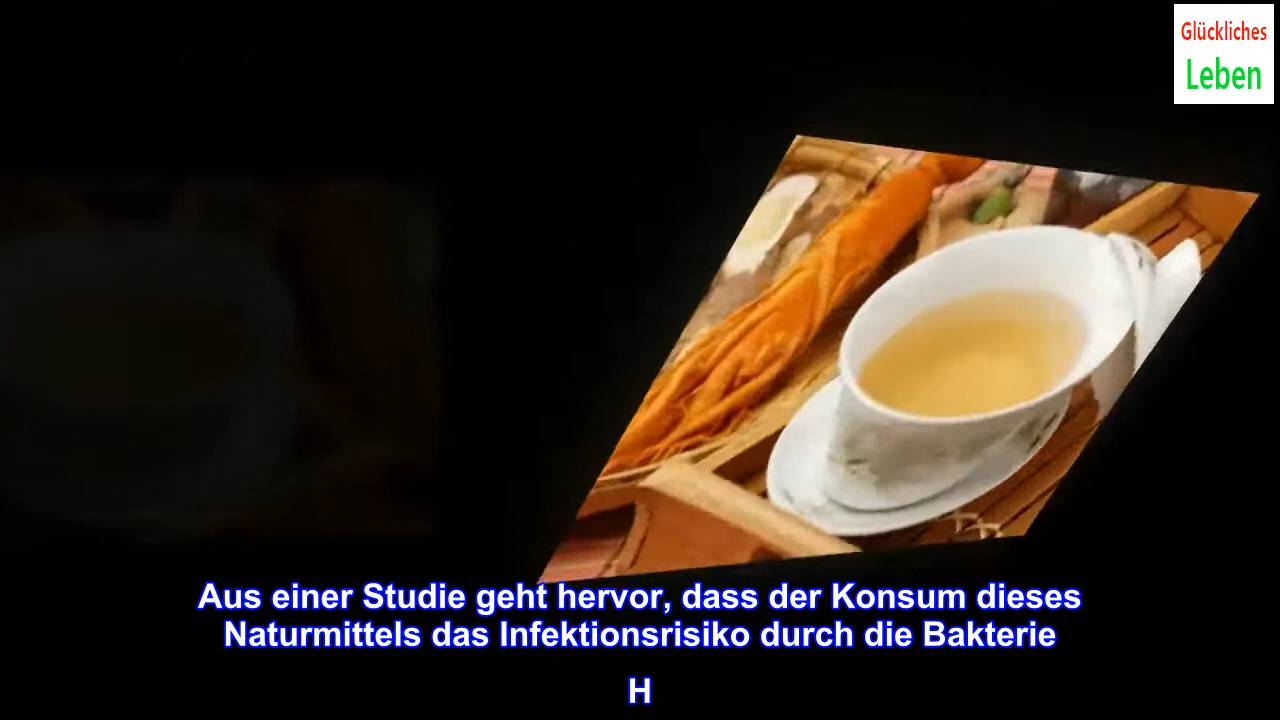 Glückliches
Leben
Aus einer Studie geht hervor, dass der Konsum dieses
Naturmittels das Infektionsrisiko durch die Bakterie
H